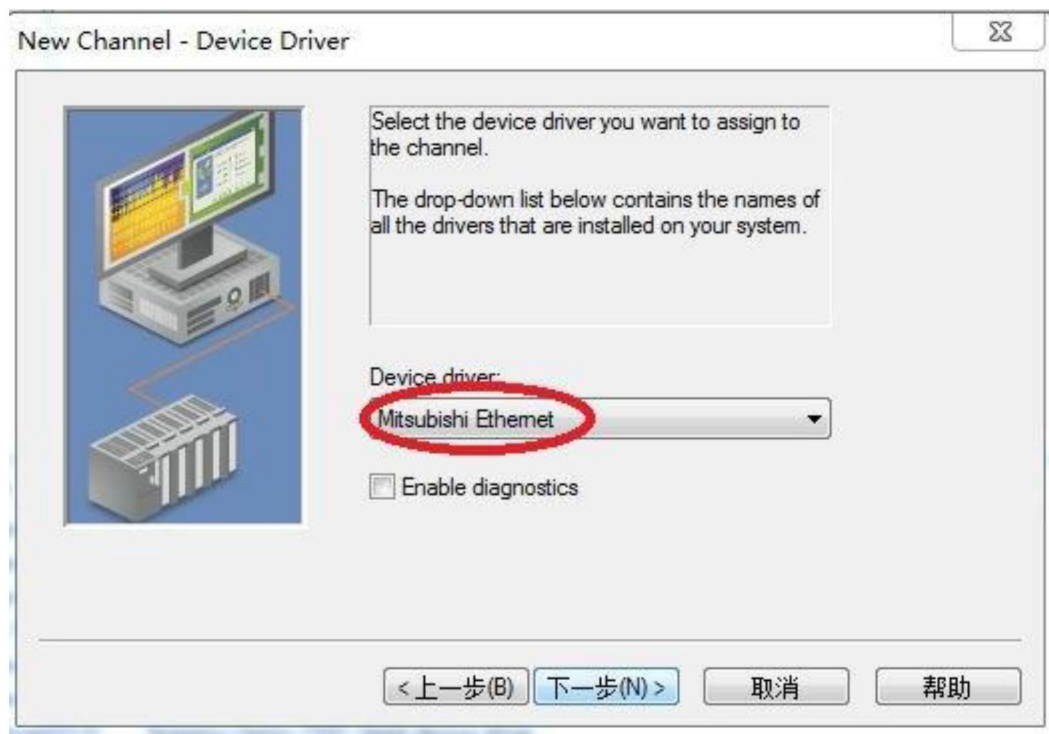 New Channel - Device Driver
Select the device driver you want to assign to
the channel.
The drop-down list below contains the names of
all the drivers that are installed on your system.
Device driver:
Mitsubishi Ethernet
Enable diagnostics
<上一步(B)
下一步(N)>
取消
帮助